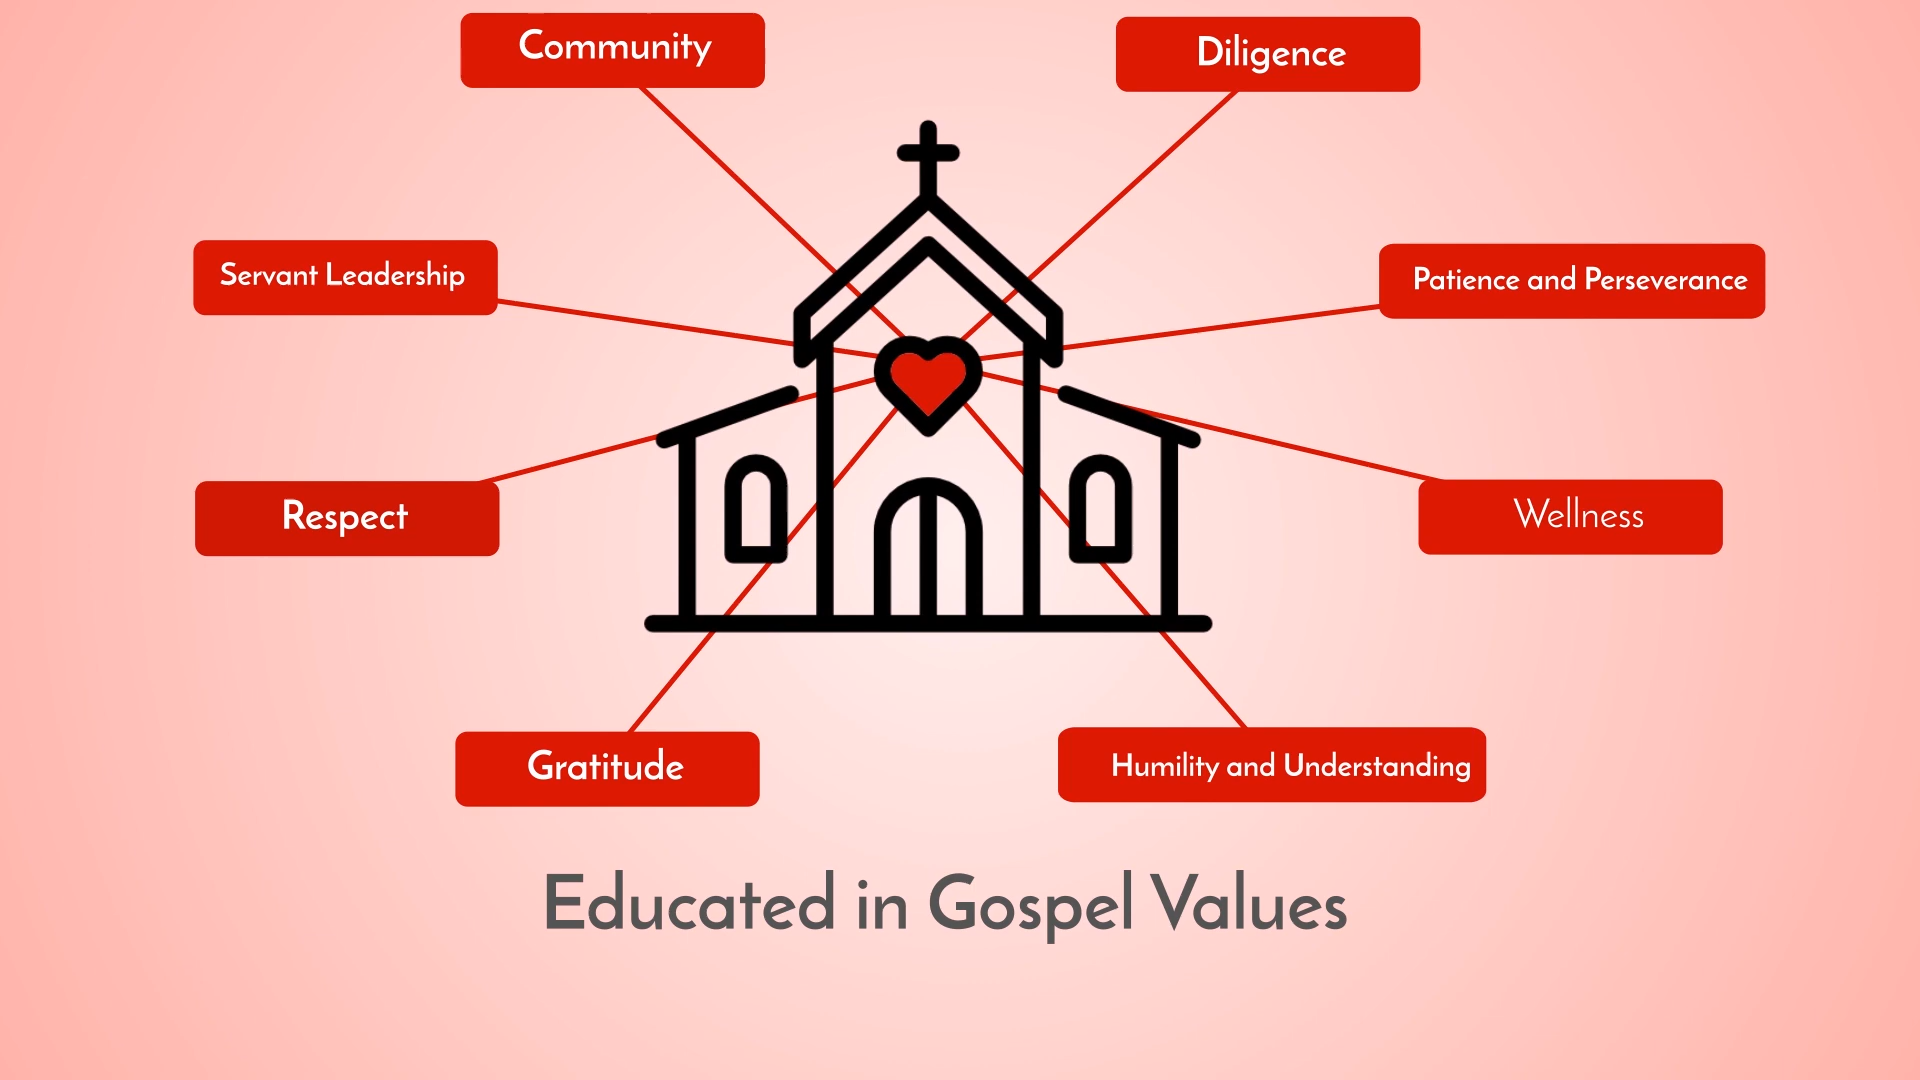 Community
Diligence
Servant Leadership
Patience and Perseverance
Respect
Wellness
Gratitude
Humility and Understanding
Educated in Gospel Values